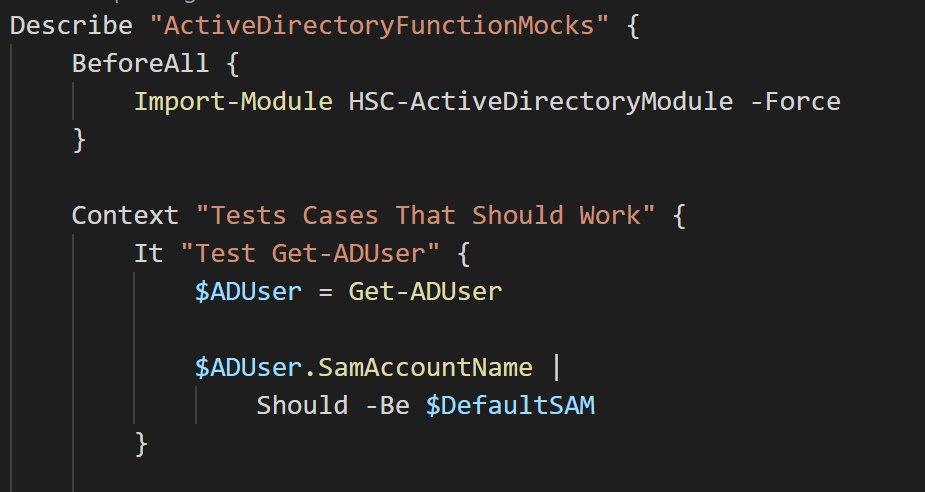 Describe "ActiveDirectoryFunctionMocks" {
    BeforeAll {
        Import-Module HSC-ActiveDirectoryModule -Force
    }

    Context "Tests Cases That Should Work" {
        It "Test Get-ADUser" {
            $ADUser = Get-ADUser

            $ADUser.SamAccountName |
                Should -Be $DefaultSAM
        }